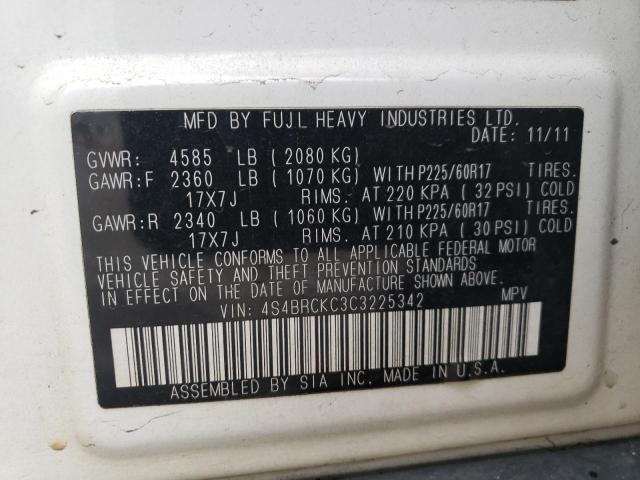 MFD BY FUJI HEAVY INDUSTRIES LTD.
DATE: 11/11
GVWR: 4585 LB ( 2080 KG)
GAWR:F 2360 LB ( 1070 KG) WITH P225/60R17 TIRES.
17X7J RIMS. AT 220 KPA ( 32 PSI) COLD
GAWR:R 2340 LB ( 1060 KG) WITH P225/60R17 TIRES.
17X7J RIMS. AT 210 KPA ( 30 PSI) COLD
THIS VEHICLE CONFORMS TO ALL APPLICABLE FEDERAL MOTOR
VEHICLE SAFETY AND THEFT PREVENTION STANDARDS
IN EFFECT ON THE DATE OF MANUFACTURE SHOWN ABOVE.
VIN: 4S4BRCKC3C3225342 MPV
ASSEMBLED BY SIA INC. MADE IN U.S.A.